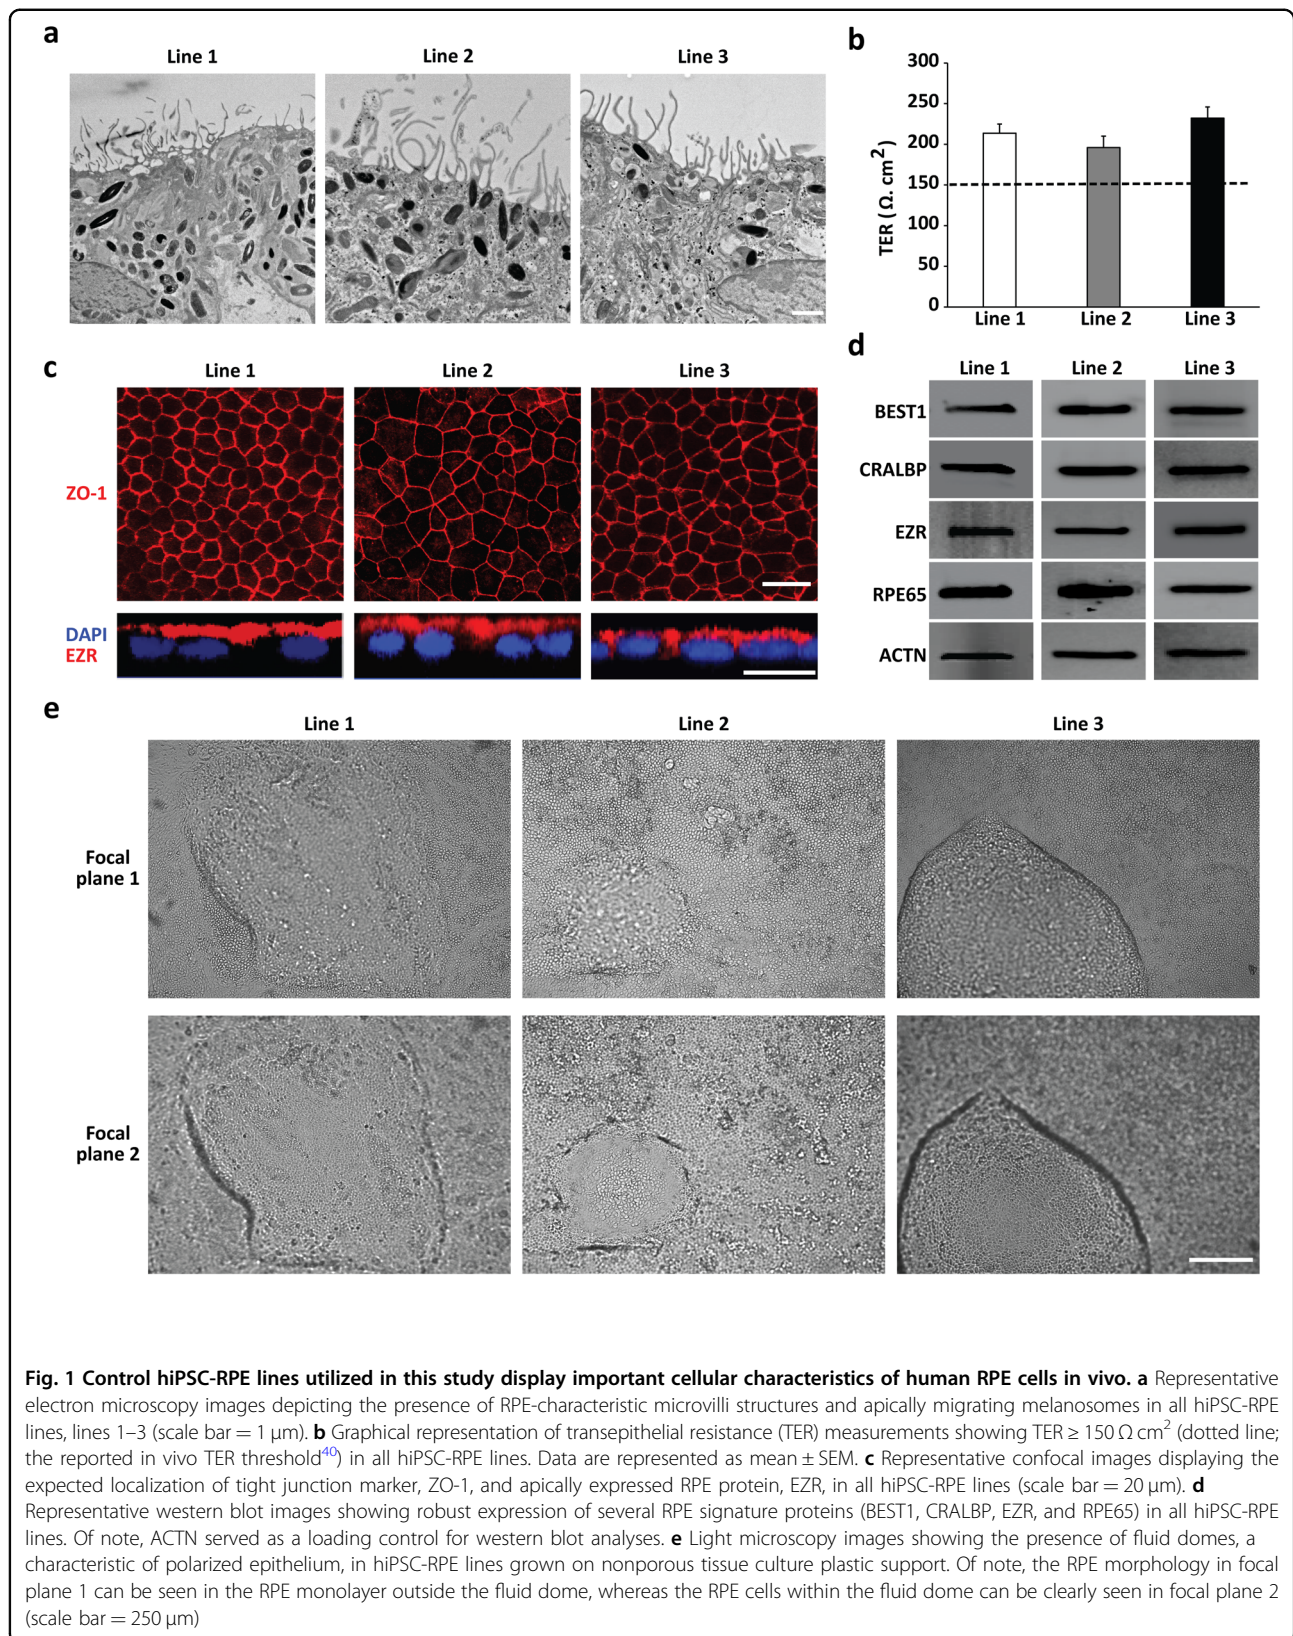 a
Line 1
Line 2
Line 3
b
300
250
200
150
100
50
0
TER ( Ω. cm²)
Line 1
Line 2
Line 3
c
Line 1
Line 2
Line 3
ZO-1
DAPI
EZR
d
Line 1
Line 2
Line 3
BEST1
CRALBP
EZR
RPE65
ACTN
e
Line 1
Line 2
Line 3
Focal
plane 1
Focal
plane 2
Fig. 1 Control hiPSC-RPE lines utilized in this study display important cellular characteristics of human RPE cells in vivo. a Representative
electron microscopy images depicting the presence of RPE-characteristic microvilli structures and apically migrating melanosomes in all hiPSC-RPE
lines, lines 1–3 (scale bar = 1 μm). b Graphical representation of transepithelial resistance (TER) measurements showing TER ≥ 150 Ω cm² (dotted line;
the reported in vivo TER threshold⁴⁰) in all hiPSC-RPE lines. Data are represented as mean ± SEM. c Representative confocal images displaying the
expected localization of tight junction marker, ZO-1, and apically expressed RPE protein, EZR, in all hiPSC-RPE lines (scale bar = 20 μm). d
Representative western blot images showing robust expression of several RPE signature proteins (BEST1, CRALBP, EZR, and RPE65) in all hiPSC-RPE
lines. Of note, ACTN served as a loading control for western blot analyses. e Light microscopy images showing the presence of fluid domes, a
characteristic of polarized epithelium, in hiPSC-RPE lines grown on nonporous tissue culture plastic support. Of note, the RPE morphology in focal
plane 1 can be seen in the RPE monolayer outside the fluid dome, whereas the RPE cells within the fluid dome can be clearly seen in focal plane 2
(scale bar = 250 μm)